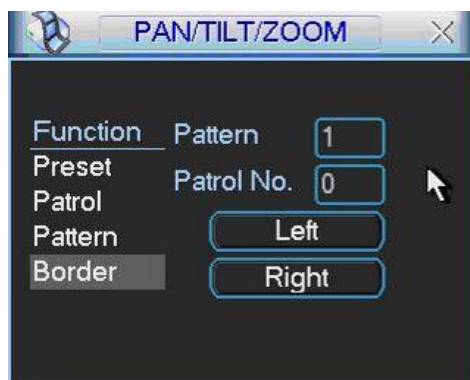 PAN/TILT/ZOOM
Function
Preset
Patrol
Pattern
Border
Pattern 1
Patrol No. 0
Left
Right